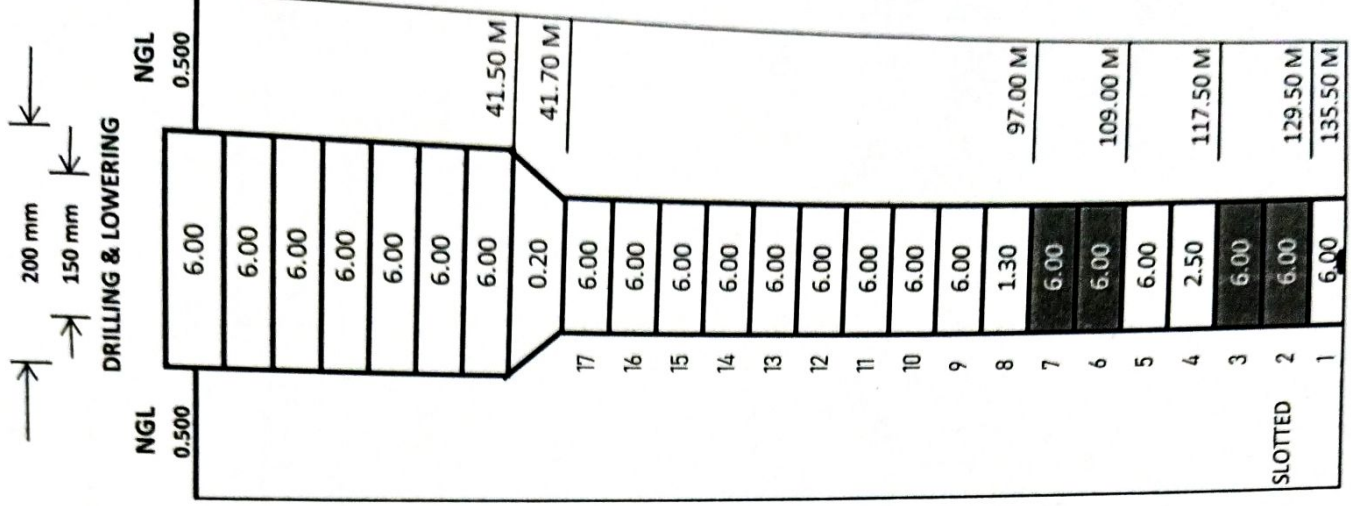 200 mm
150 mm
DRILLING & LOWERING
NGL NGL
0.500 0.500
6.00
6.00
6.00
6.00
6.00
6.00
6.00 41.50 M
0.20 41.70 M
17 6.00
16 6.00
15 6.00
14 6.00
13 6.00
12 6.00
11 6.00
10 6.00
9 6.00
8 1.30 97.00 M
7 6.00
6 6.00 109.00 M
5 6.00
4 2.50 117.50 M
3 6.00
SLOTTED 2 6.00 129.50 M
1 6.00 135.50 M